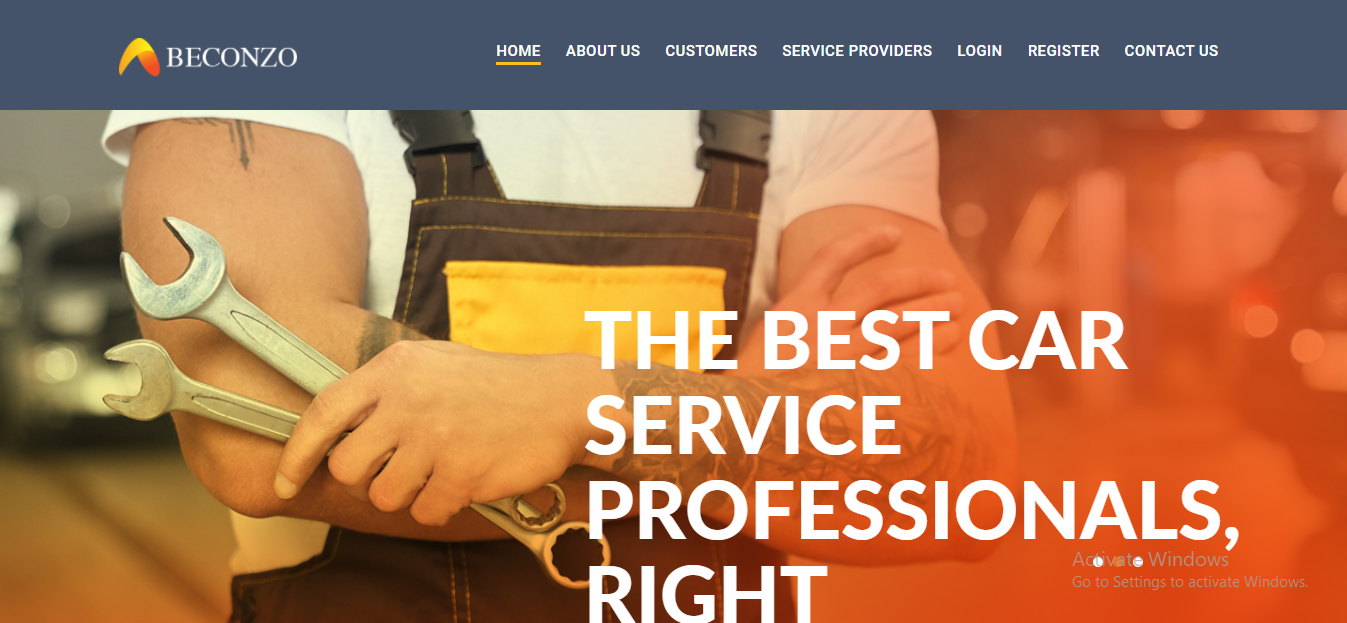 BECONZO
HOME ABOUT US CUSTOMERS SERVICE PROVIDERS LOGIN REGISTER CONTACT US
THE BEST CAR
SERVICE
PROFESSIONALS,
RIGHT
Activate Windows
Go to Settings to activate Windows.